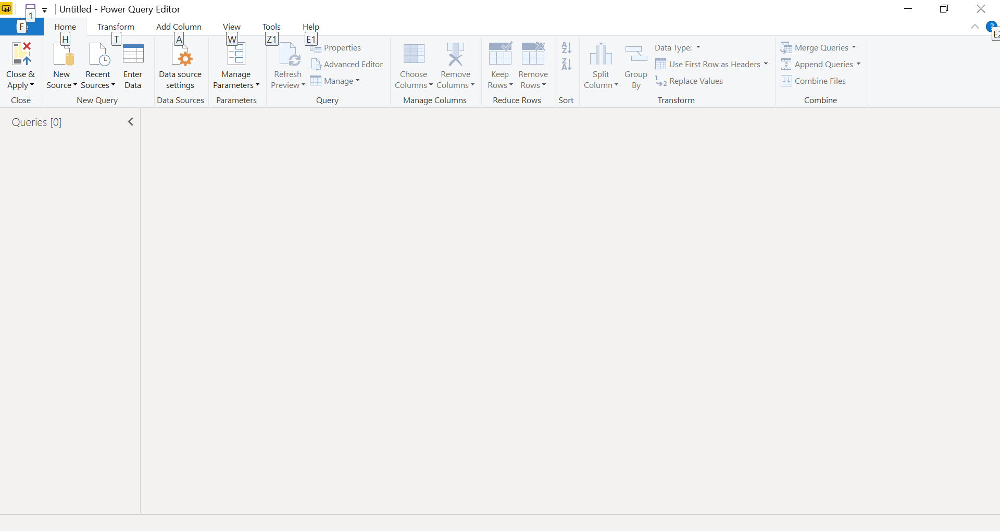 Untitled - Power Query Editor
1
F
Home
Transform
Add Column
View
Tools
Help
?
H
T
A
W
Z1
E1
E2
Close &
Apply
New
Source
Recent
Sources
Enter
Data
Data source
settings
Manage
Parameters
Refresh
Preview
Properties
Advanced Editor
Manage
Choose
Columns
Remove
Columns
Keep
Rows
Remove
Rows
A
Z
Z
A
Split
Column
Group
By
Data Type:
Use First Row as Headers
1
2
Replace Values
Merge Queries
Append Queries
Combine Files
Close
New Query
Data Sources
Parameters
Query
Manage Columns
Reduce Rows
Sort
Transform
Combine
Queries [0]